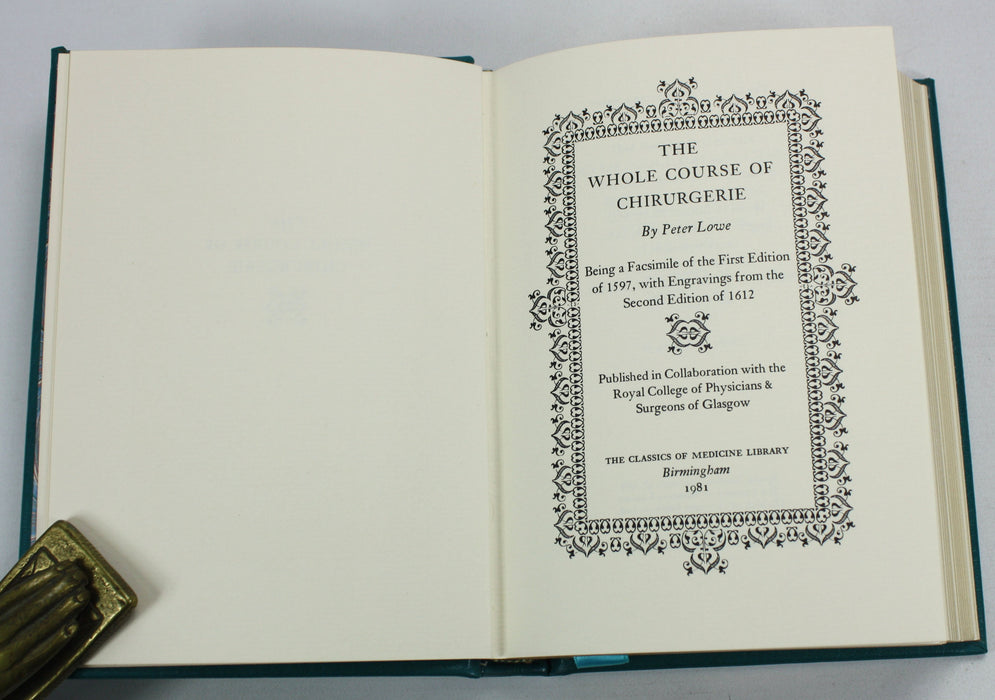 THE
WHOLE COURSE OF
CHIRURGERIE
By Peter Lowe
Being a Facsimile of the First Edition
of 1597, with Engravings from the
Second Edition of 1612
Published in Collaboration with the
Royal College of Physicians &
Surgeons of Glasgow
THE CLASSICS OF MEDICINE LIBRARY
Birmingham
1981